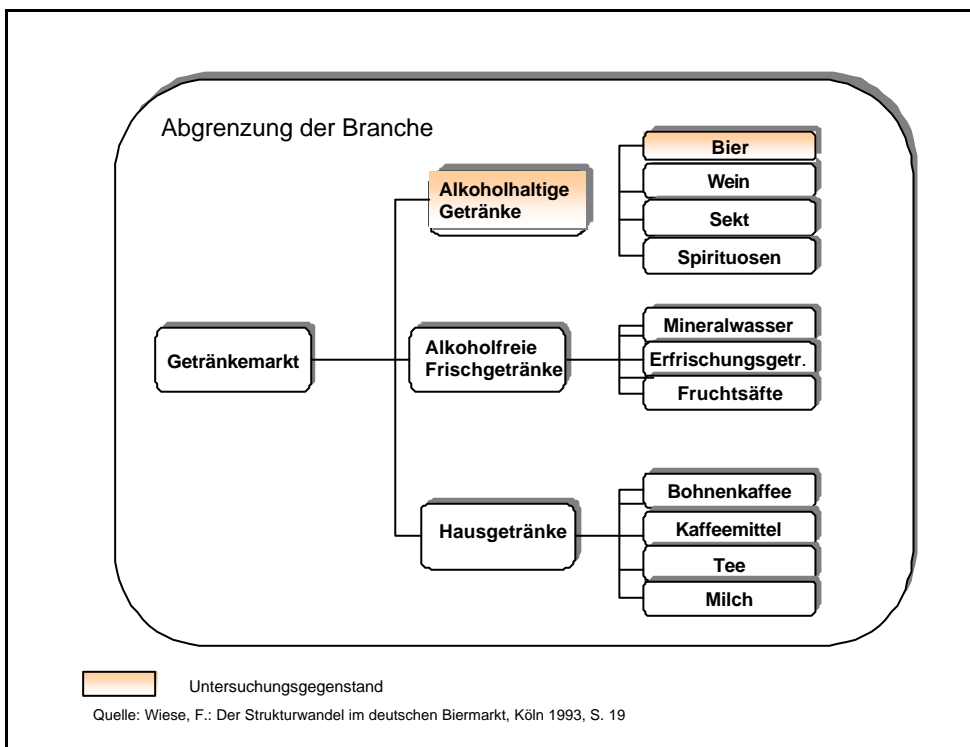 Abgrenzung der Branche
Getränkemarkt
Alkoholhaltige
Getränke
Bier
Wein
Sekt
Spirituosen
Alkoholfreie
Frischgetränke
Mineralwasser
Erfrischungsgetr.
Fruchtsäfte
Hausgetränke
Bohnenkaffee
Kaffeemittel
Tee
Milch
Untersuchungsgegenstand
Quelle: Wiese, F.: Der Strukturwandel im deutschen Biermarkt, Köln 1993, S. 19